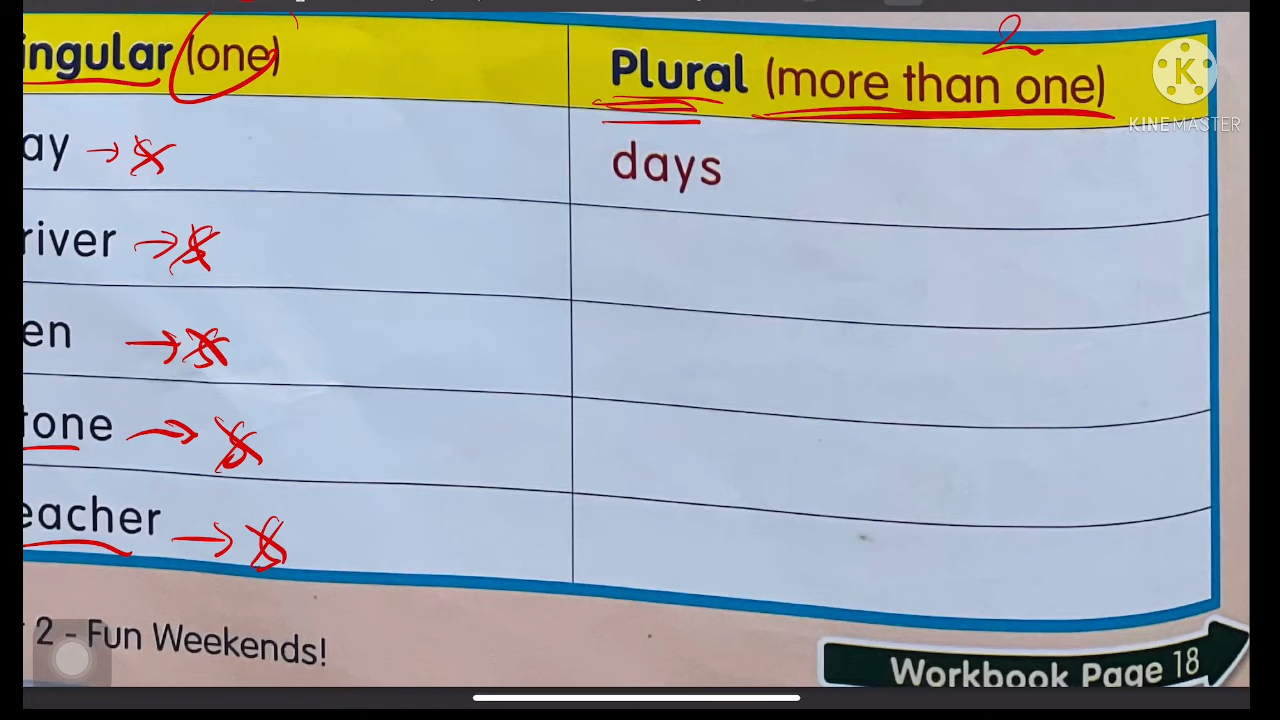 ingular (one)
Plural (more than one)
2
KINEMASTER
ay
days
river
en
tone
eacher
2 - Fun Weekends!
Workbook Page 18